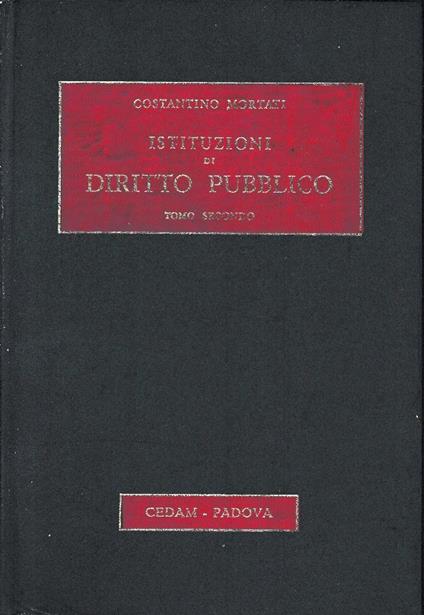 COSTANTINO MORTATI
ISTITUZIONI
DI
DIRITTO PUBBLICO
TOMO SECONDO
CEDAM - PADOVA